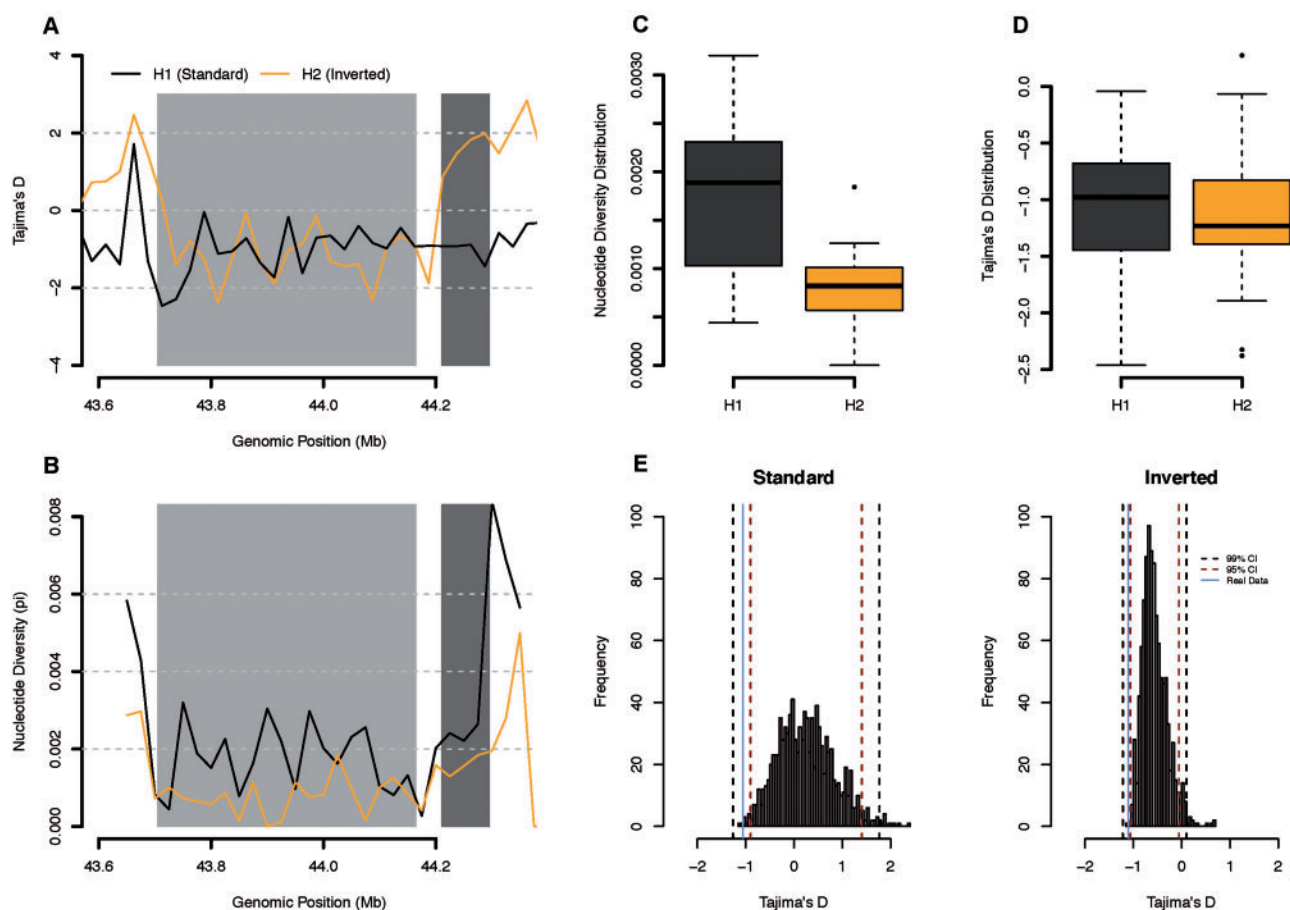 A
4
2
0
−2
−4
Tajima's D
H1 (Standard)
H2 (Inverted)
43.6
43.8
44.0
44.2
Genomic Position (Mb)
B
0.008
0.006
0.004
0.002
0.000
Nucleotide Diversity (pi)
43.6
43.8
44.0
44.2
Genomic Position (Mb)
C
0.0030
0.0020
0.0010
0.0000
Nucleotide Diversity Distribution
H1
H2
D
0.0
−0.5
−1.0
−1.5
−2.0
−2.5
Tajima's D Distribution
H1
H2
E
Standard
100
80
60
40
20
0
Frequency
−2
−1
0
1
2
Tajima's D
Inverted
100
80
60
40
20
0
Frequency
99% CI
95% CI
Real Data
−2
−1
0
1
2
Tajima's D